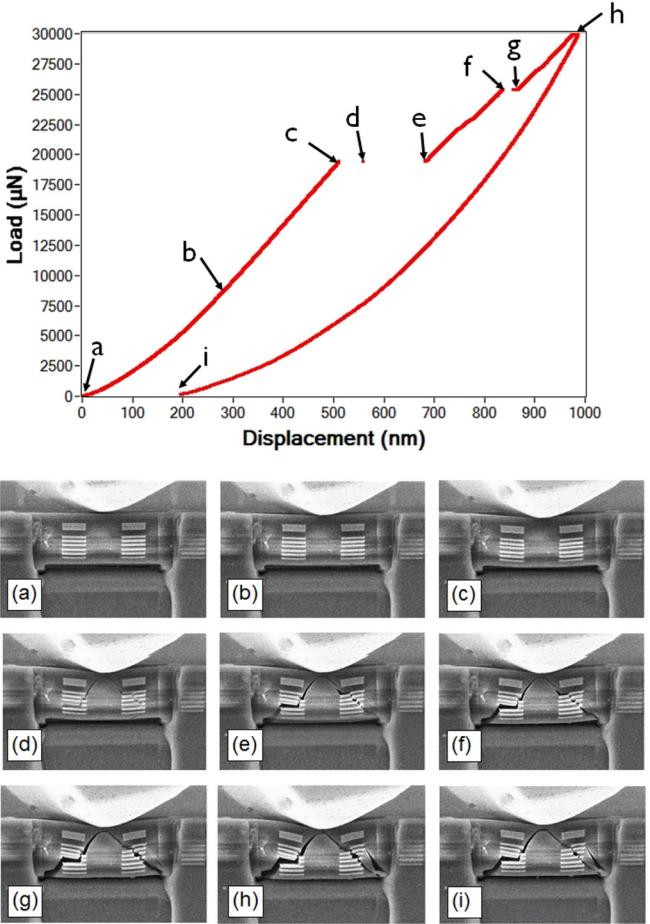 h
30000
27500
25000
22500
20000
17500
15000
12500
10000
7500
5000
2500
0
Load (µN)
g
f
e
d
c
b
a
i
0 100 200 300 400 500 600 700 800 900 1000
Displacement (nm)
(a) (b) (c)
(d) (e) (f)
(g) (h) (i)